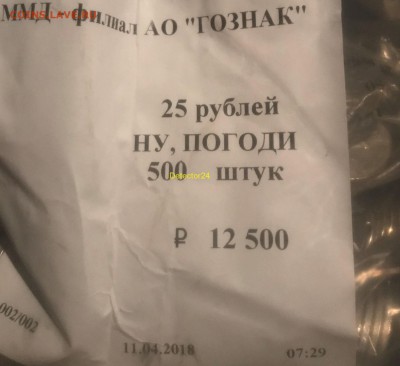 ММД - филиал АО "ГОЗНАК"
25 рублей
НУ, ПОГОДИ
500 штук
Detector24
₽ 12 500
002/002
11.04.2018
07:29